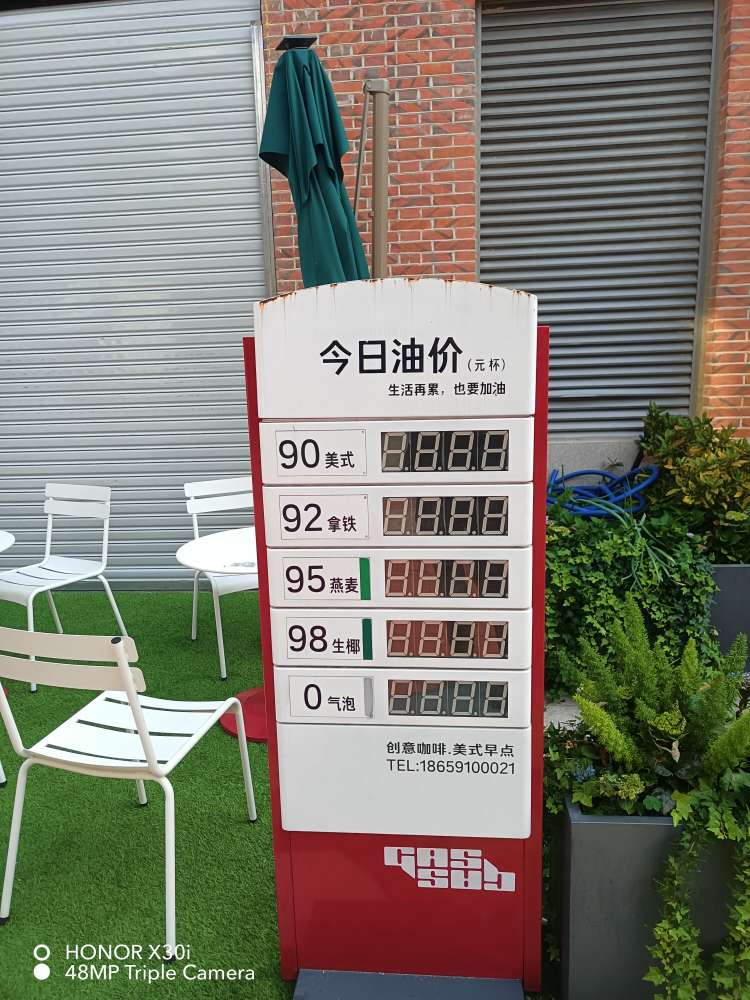 今日油价(元 杯)
生活再累，也要加油
90 美式
92 拿铁
95 燕麦
98 生椰
0 气泡
创意咖啡.美式早点
TEL:18659100021
GAS
HONOR X30i
48MP Triple Camera